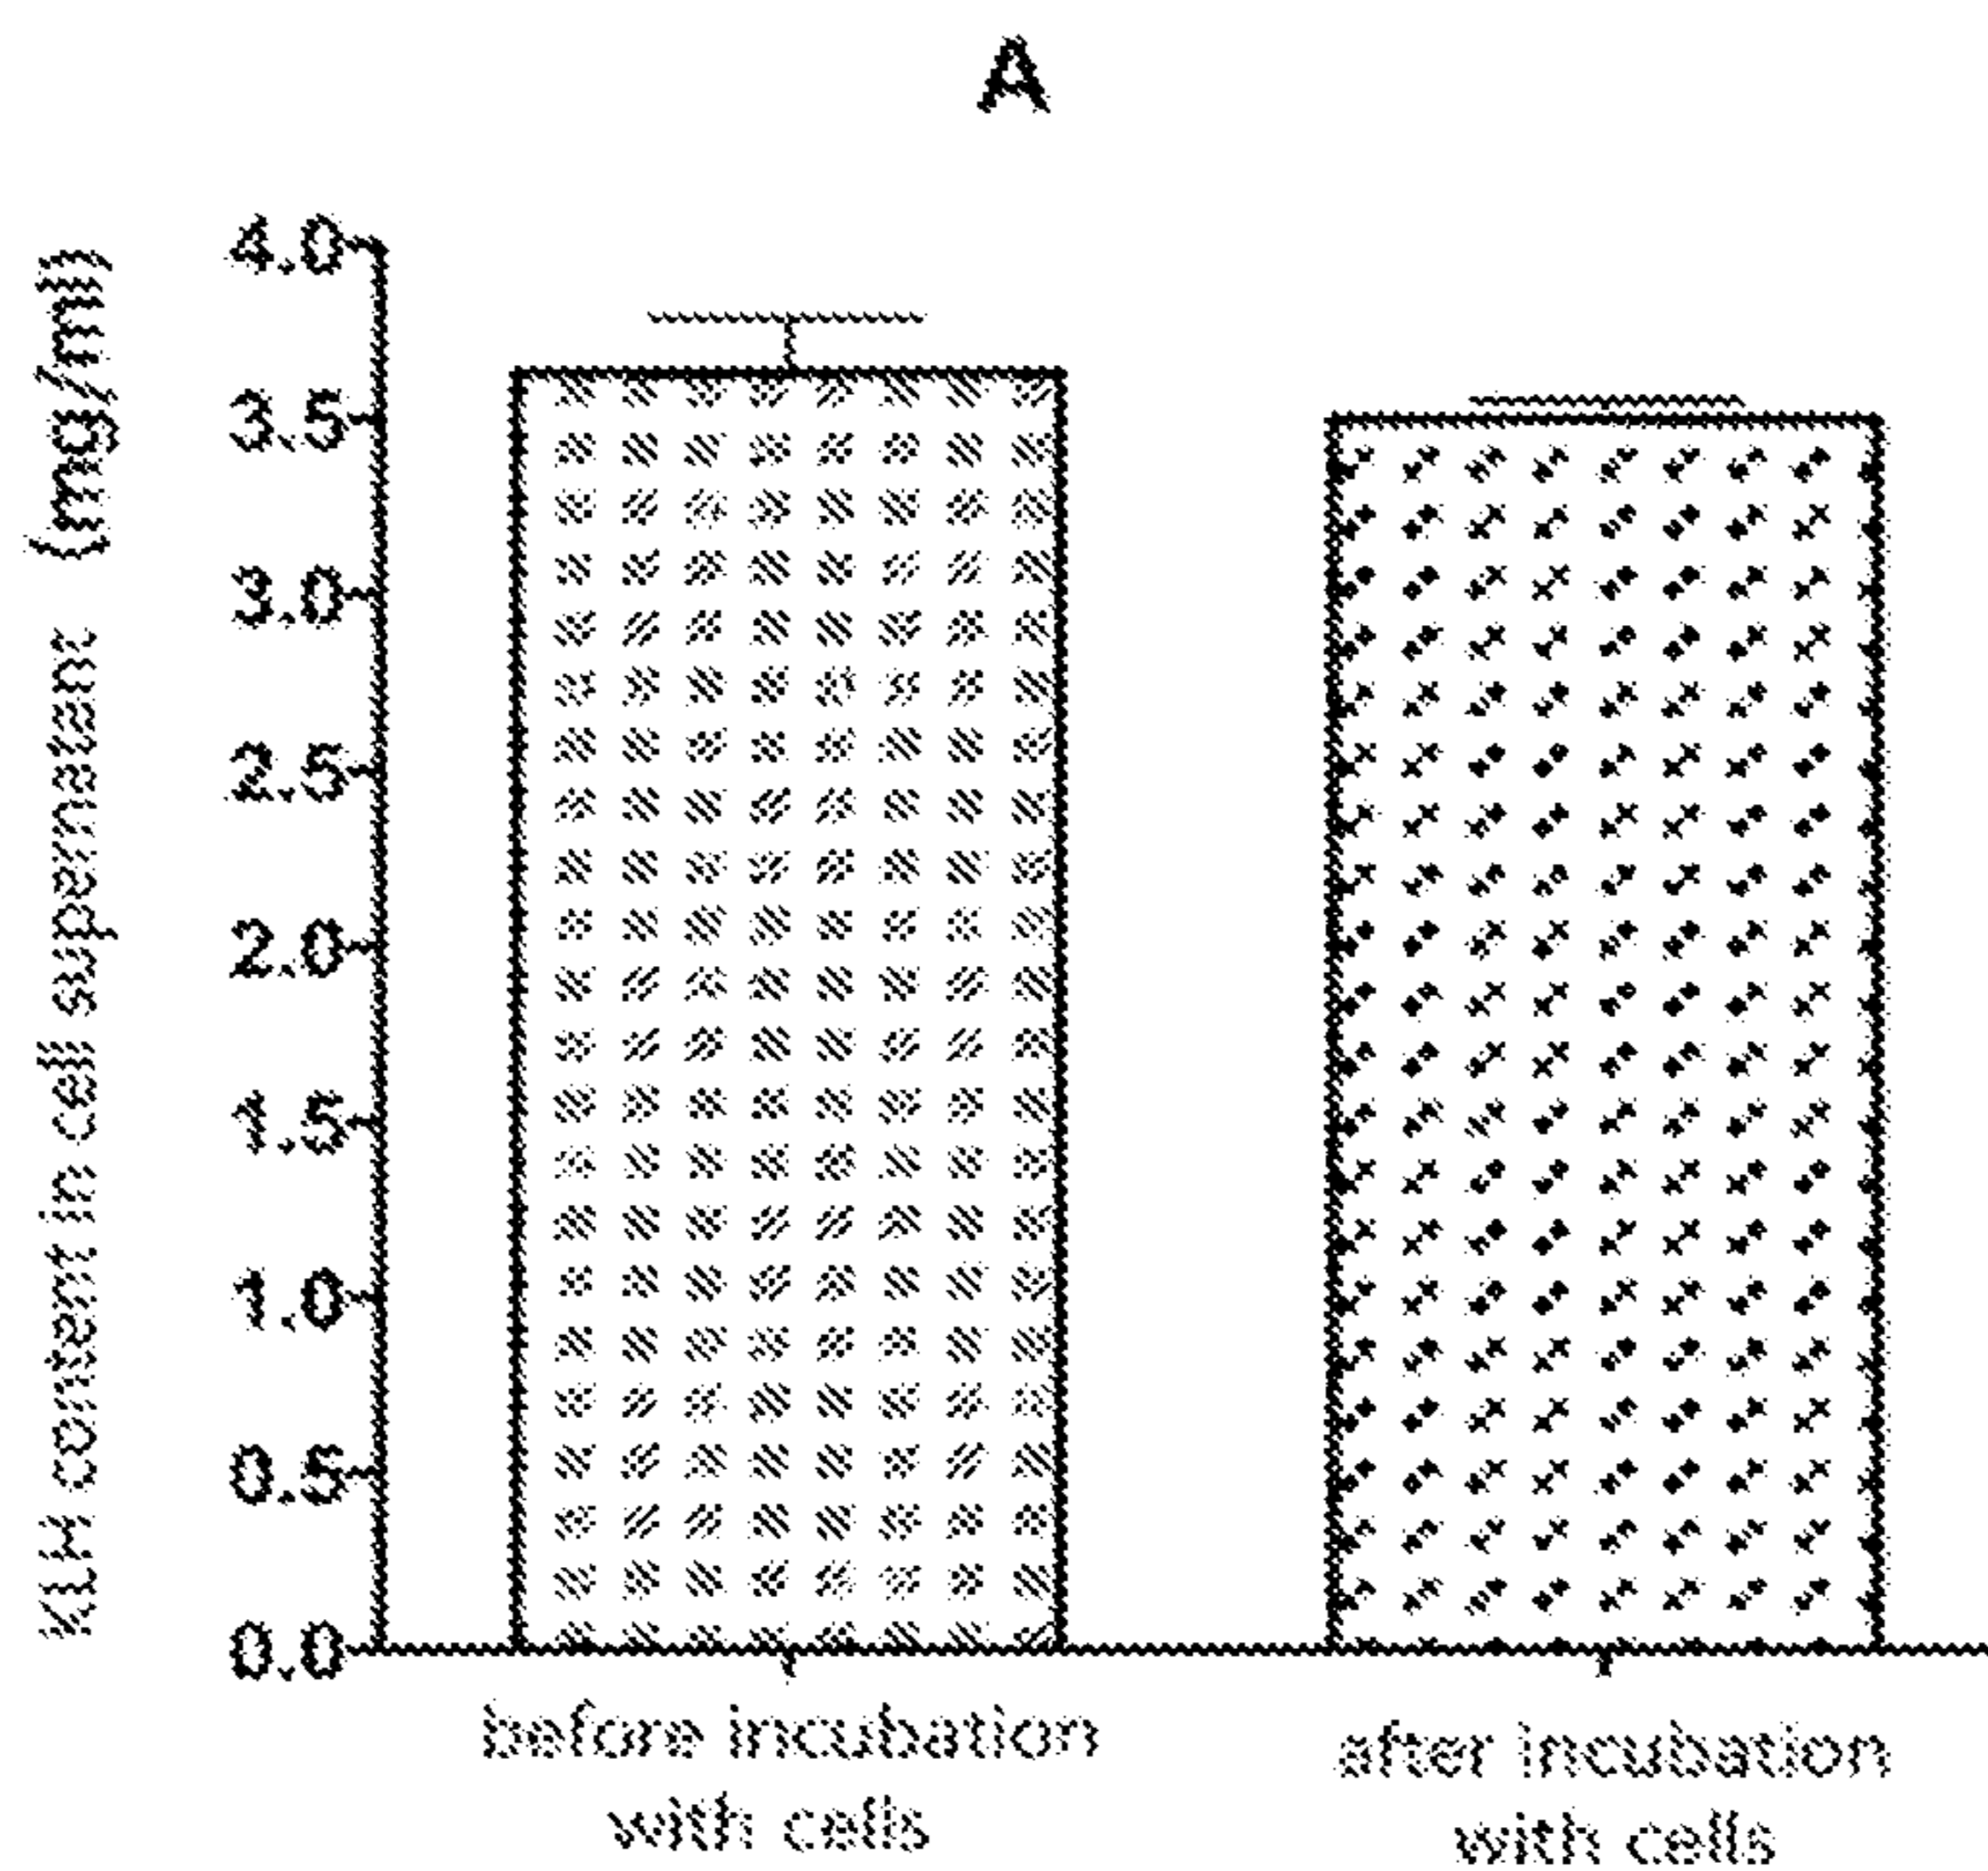 A
KLH content in cell supernatant (mg/ml)
4.0
3.5
3.0
2.5
2.0
1.5
1.0
0.5
0.0
before incubation
with cells
after incubation
with cells